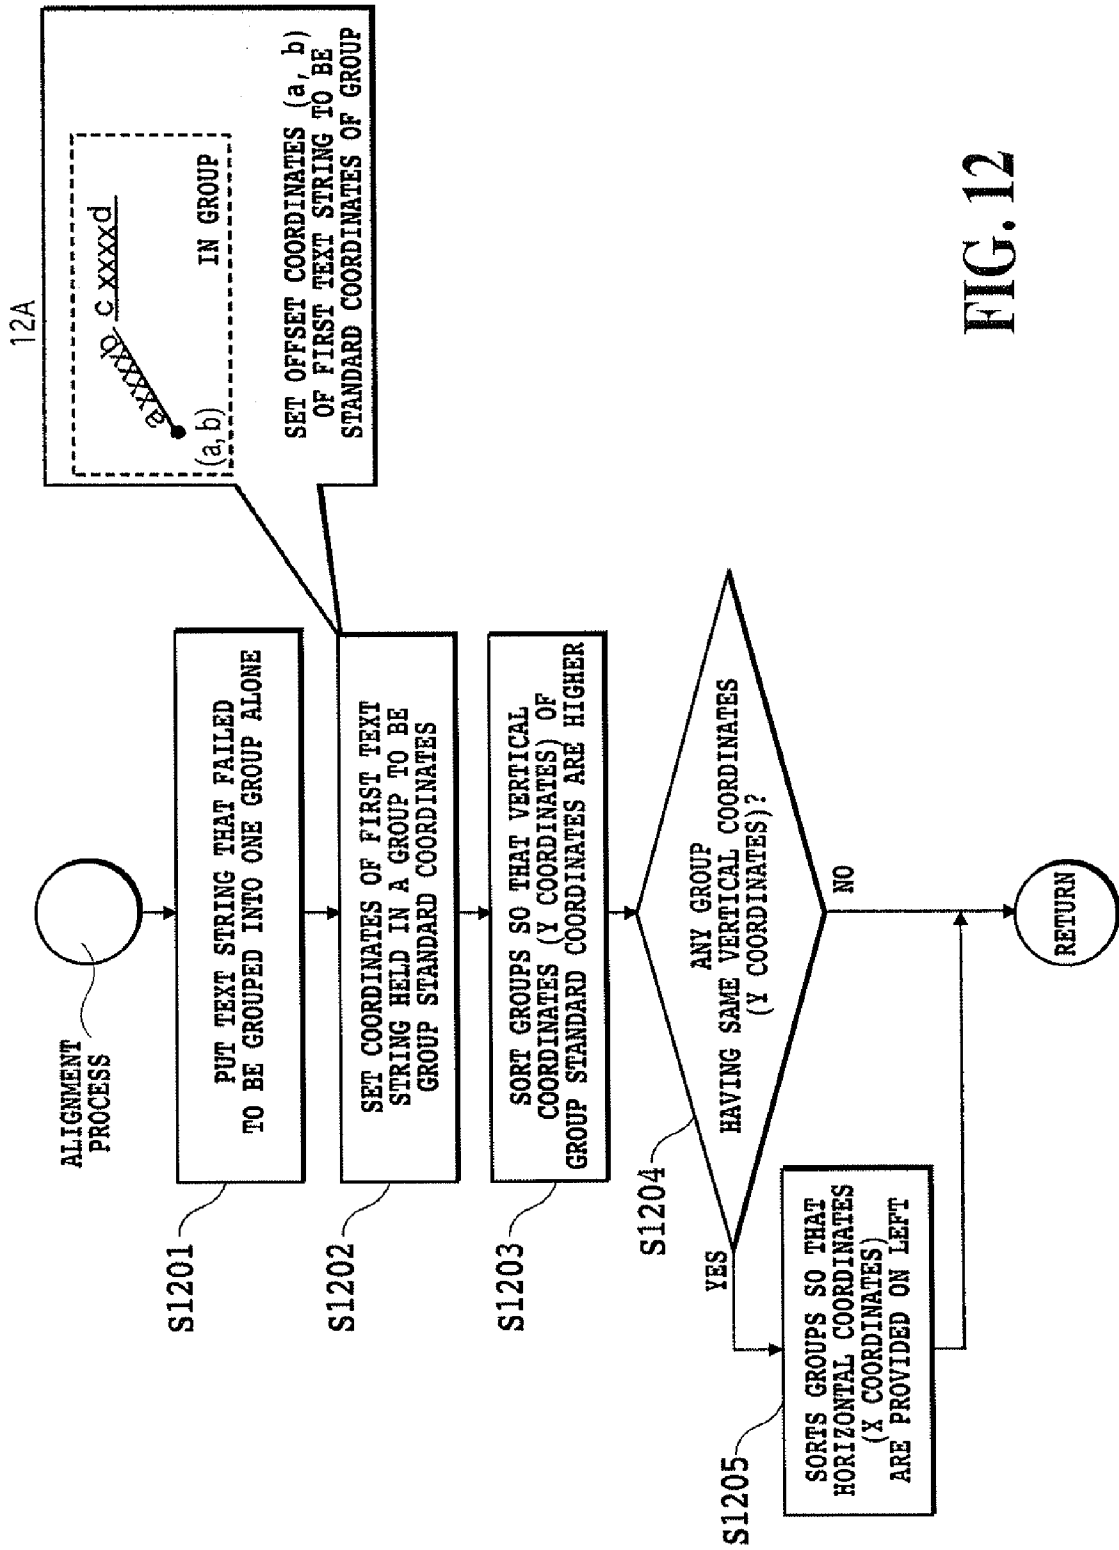 ALIGNMENT
PROCESS
S1201
PUT TEXT STRING THAT FAILED
TO BE GROUPED INTO ONE GROUP ALONE
S1202
SET COORDINATES OF FIRST TEXT
STRING HELD IN A GROUP TO BE
GROUP STANDARD COORDINATES
12A
axxxxb
c xxxxd
(a, b)
IN GROUP
SET OFFSET COORDINATES (a, b)
OF FIRST TEXT STRING TO BE
STANDARD COORDINATES OF GROUP
S1203
SORT GROUPS SO THAT VERTICAL
COORDINATES (Y COORDINATES) OF
GROUP STANDARD COORDINATES ARE HIGHER
S1204
ANY GROUP
HAVING SAME VERTICAL COORDINATES
(Y COORDINATES)?
YES
NO
S1205
SORTS GROUPS SO THAT
HORIZONTAL COORDINATES
(X COORDINATES)
ARE PROVIDED ON LEFT
RETURN
FIG. 12